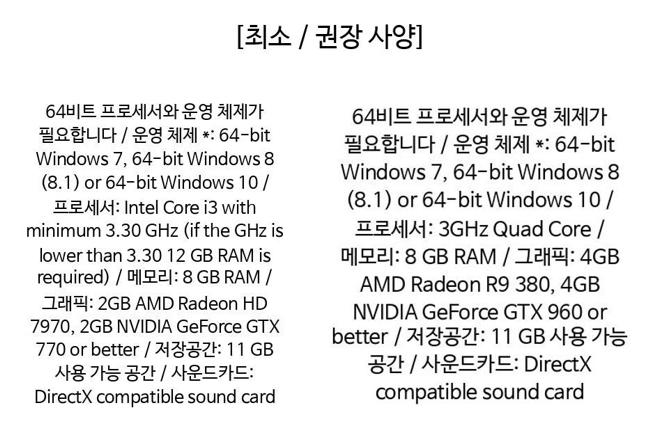 [최소 / 권장 사양]
64비트 프로세서와 운영 체제가
필요합니다 / 운영 체제 *: 64-bit
Windows 7, 64-bit Windows 8
(8.1) or 64-bit Windows 10 /
프로세서: Intel Core i3 with
minimum 3.30 GHz (if the GHz is
lower than 3.30 12 GB RAM is
required) / 메모리: 8 GB RAM /
그래픽: 2GB AMD Radeon HD
7970, 2GB NVIDIA GeForce GTX
770 or better / 저장공간: 11 GB
사용 가능 공간 / 사운드카드:
DirectX compatible sound card
64비트 프로세서와 운영 체제가
필요합니다 / 운영 체제 *: 64-bit
Windows 7, 64-bit Windows 8
(8.1) or 64-bit Windows 10 /
프로세서: 3GHz Quad Core /
메모리: 8 GB RAM / 그래픽: 4GB
AMD Radeon R9 380, 4GB
NVIDIA GeForce GTX 960 or
better / 저장공간: 11 GB 사용 가능
공간 / 사운드카드: DirectX
compatible sound card